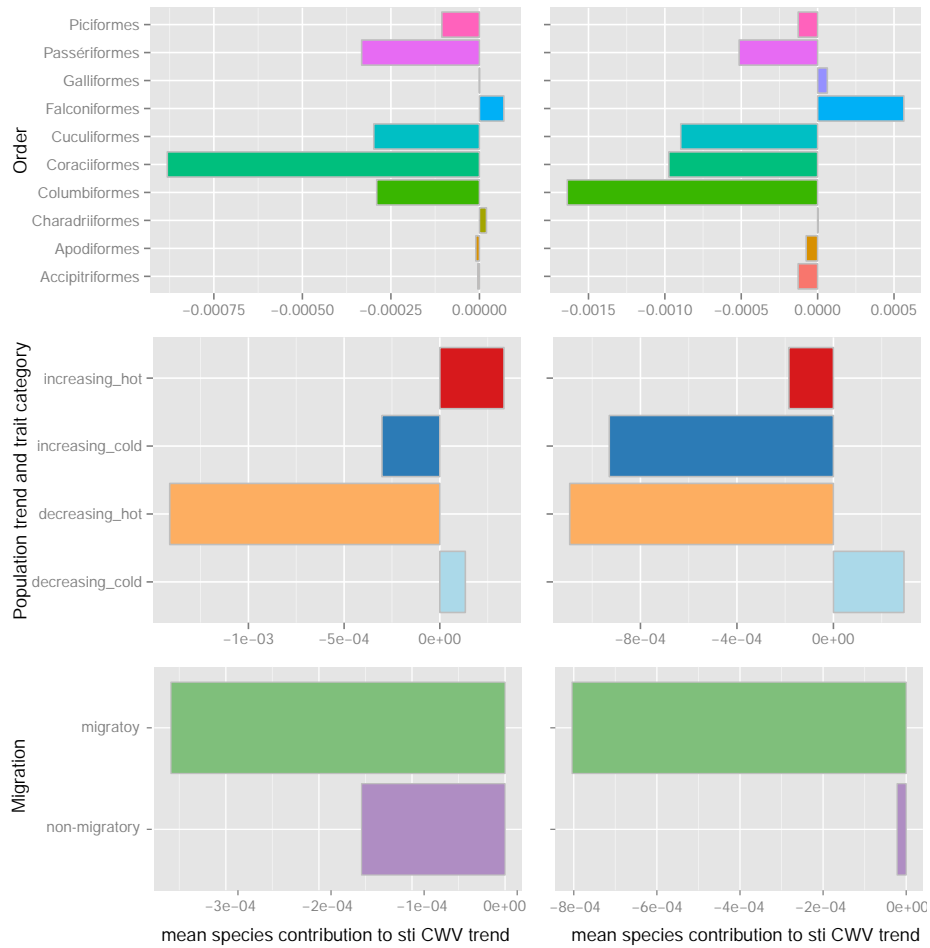 Order
Piciformes
Passériformes
Galliformes
Falconiformes
Cuculiformes
Coraciiformes
Columbiformes
Charadriiformes
Apodiformes
Accipitriformes
−0.00075 −0.00050 −0.00025 0.00000
−0.0015 −0.0010 −0.0005 0.0000 0.0005
Population trend and trait category
increasing_hot
increasing_cold
decreasing_hot
decreasing_cold
−1e−03 −5e−04 0e+00
−8e−04 −4e−04 0e+00
Migration
migratoy
non-migratory
−3e−04 −2e−04 −1e−04 0e+00
−8e−04 −6e−04 −4e−04 −2e−04 0e+00
mean species contribution to sti CWV trend
mean species contribution to sti CWV trend